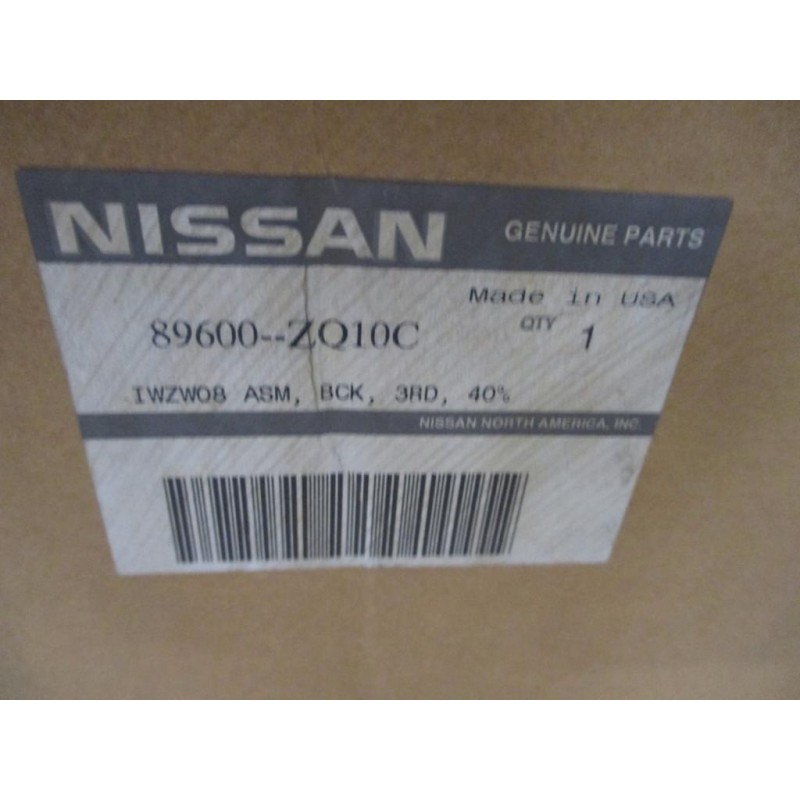 NISSAN GENUINE PARTS
Made in USA
89600--ZQ10C QTY 1
IWZW08 ASM, BCK, 3RD, 40%
NISSAN NORTH AMERICA, INC.